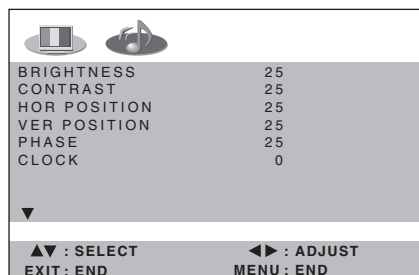 BRIGHTNESS 25
CONTRAST 25
HOR POSITION 25
VER POSITION 25
PHASE 25
CLOCK 0
▼
▲▼ : SELECT ◀▶ : ADJUST
EXIT : END MENU : END